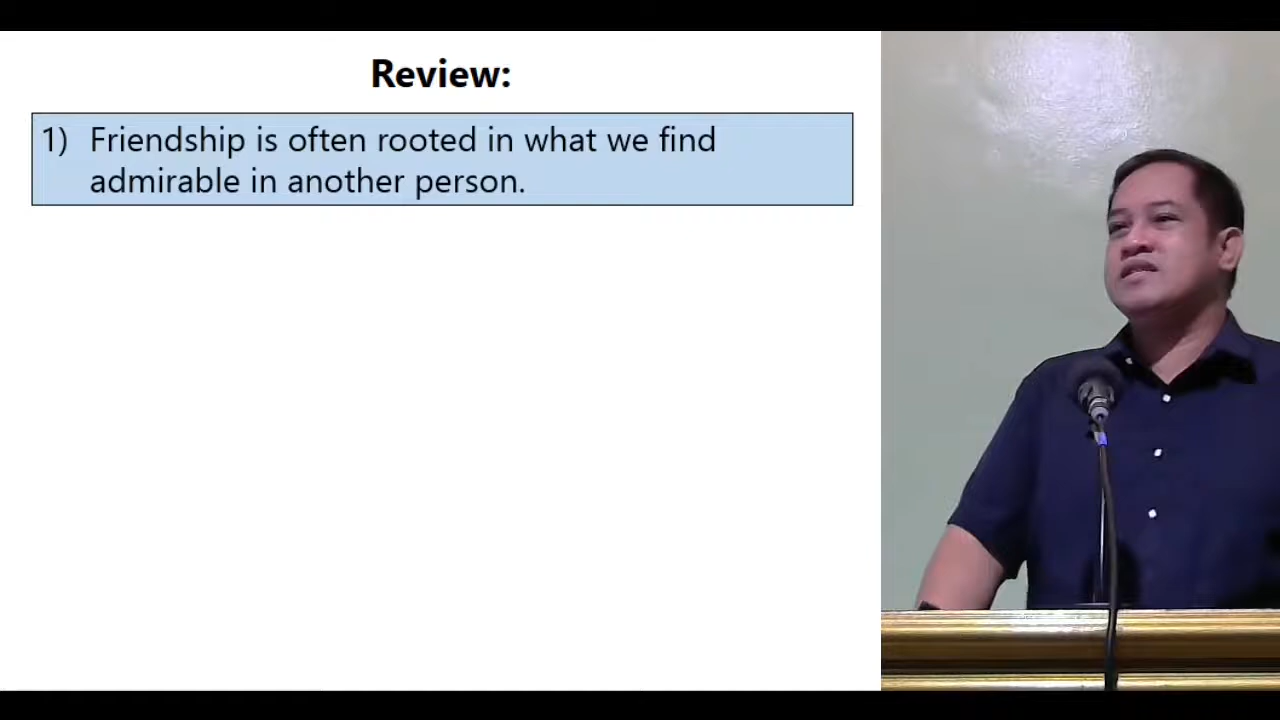 Review:
1) Friendship is often rooted in what we find
admirable in another person.